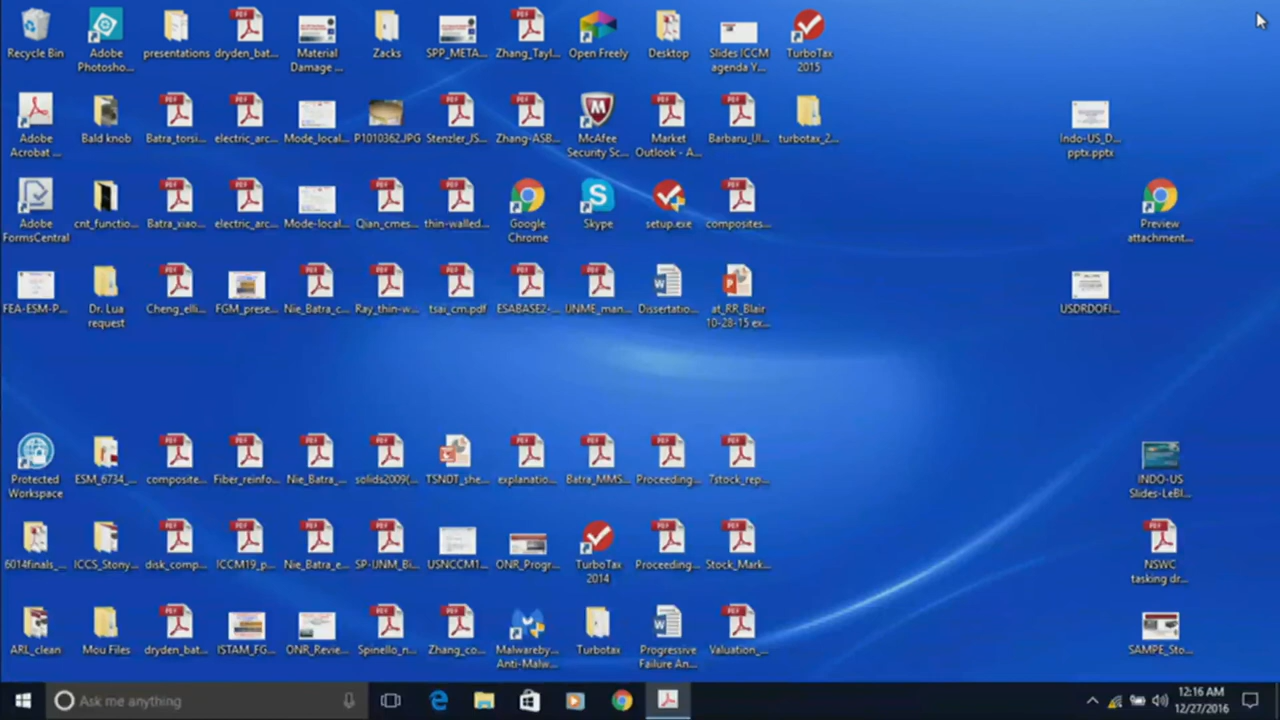 Recycle Bin
Adobe
Photosho...
presentations
dryden_bat...
Material
Damage ...
Zacks
SPP_META...
Zhang_Tayl...
Open Freely
Desktop
Slides ICCM
agenda Y...
TurboTax
2015
Adobe
Acrobat ...
Bald knob
Batra_torsi...
electric_arc...
Mode_local...
P1010362.JPG
Stenzler_JS...
Zhang-ASB...
McAfee
Security Sc...
Market
Outlook - A...
Barbaru_UI...
turbotax_2...
Indo-US_D...
pptx.pptx
Adobe
FormsCentral
cnt_functio...
Batra_xiao...
electric_arc...
Mode-local...
Qian_cmes...
thin-walled...
Google
Chrome
Skype
setup.exe
composites...
Preview
attachment...
FEA-ESM-P...
Dr. Lua
request
Cheng_elli...
FGM_prese...
Nie_Batra_c...
Ray_thin-w...
tsai_cm.pdf
ESABASE2-...
UNME_man...
Dissertatio...
at_RR_Blair
10-28-15 ex...
USDRDOFI...
Protected
Workspace
ESM_6734_...
composite...
Fiber_reinfo...
Nie_Batra_...
solids2009(...
TSNDT_she...
explanatio...
Batra_MMS...
Proceeding...
7stock_rep...
INDO-US
Slides-LeBl...
6014finals_...
ICCS_Stony...
disk_comp...
ICCM19_p...
Nie_Batra_e...
SP-UNM_Bi...
USNCCM1...
ONR_Progr...
TurboTax
2014
Proceeding...
Stock_Mark...
NSWC
tasking dr...
ARL_clean
Mou Files
dryden_bat...
ISTAM_FG...
ONR_Revie...
Spinello_n...
Zhang_co...
Malwareby...
Anti-Malw...
Turbotax
Progressive
Failure An...
Valuation_...
SAMPE_Sto...
Ask me anything
12:16 AM
12/27/2016